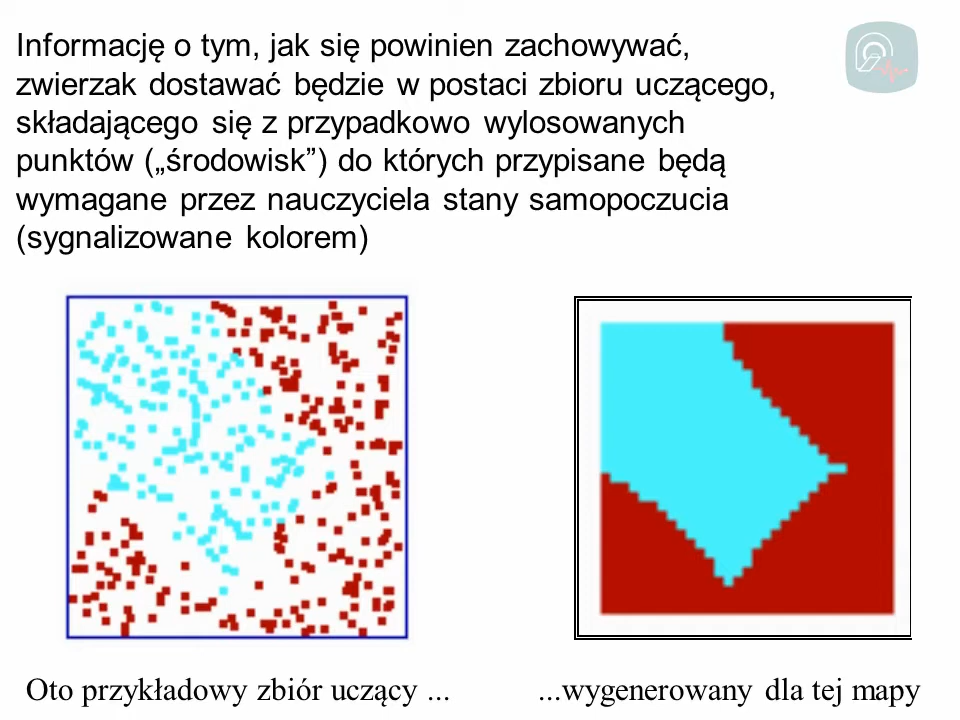 Informację o tym, jak się powinien zachowywać,
zwierzak dostawać będzie w postaci zbioru uczącego,
składającego się z przypadkowo wylosowanych
punktów („środowisk”) do których przypisane będą
wymagane przez nauczyciela stany samopoczucia
(sygnalizowane kolorem)
Oto przykładowy zbiór uczący ...
...wygenerowany dla tej mapy